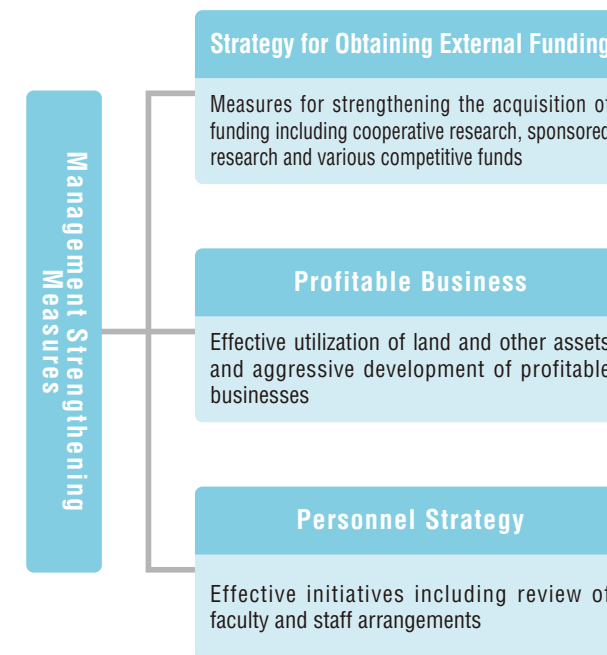 Management Strengthening
Measures
Strategy for Obtaining External Funding
Measures for strengthening the acquisition of
funding including cooperative research, sponsored
research and various competitive funds
Profitable Business
Effective utilization of land and other assets
and aggressive development of profitable
businesses
Personnel Strategy
Effective initiatives including review of
faculty and staff arrangements